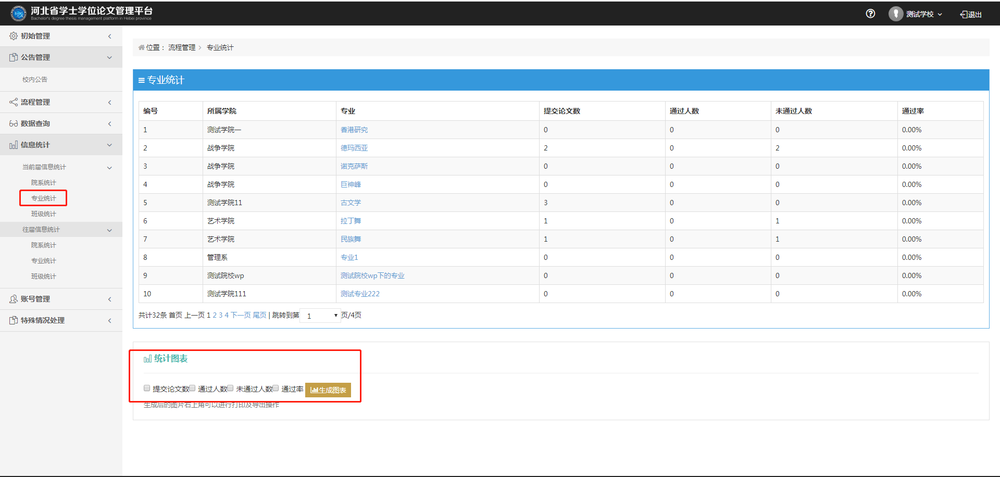 河北省学士学位论文管理平台
Bachelor's degree thesis management platform in Hebei province
测试学校
退出
初始管理
公告管理
校内公告
流程管理
数据查询
信息统计
当前届信息统计
院系统计
专业统计
班级统计
往届信息统计
院系统计
专业统计
班级统计
账号管理
特殊情况处理
位置： 流程管理 > 专业统计
专业统计
编号 所属学院 专业 提交论文数 通过人数 未通过人数 通过率
1 测试学院一 香港研究 0 0 0 0.00%
2 战争学院 德玛西亚 2 0 2 0.00%
3 战争学院 诺克萨斯 0 0 0 0.00%
4 战争学院 巨神峰 0 0 0 0.00%
5 测试学院11 古文学 3 0 0 0.00%
6 艺术学院 拉丁舞 1 0 1 0.00%
7 艺术学院 民族舞 1 0 1 0.00%
8 管理系 专业1 0 0 0 0.00%
9 测试院校wp 测试院校wp下的专业 0 0 0 0.00%
10 测试学院111 测试专业222 0 0 0 0.00%
共计32条 首页 上一页 1 2 3 4 下一页 尾页 | 跳转到第 1 页/4页
统计图表
提交论文数 通过人数 未通过人数 通过率 生成图表
生成后的图片右上角可以进行打印及导出操作